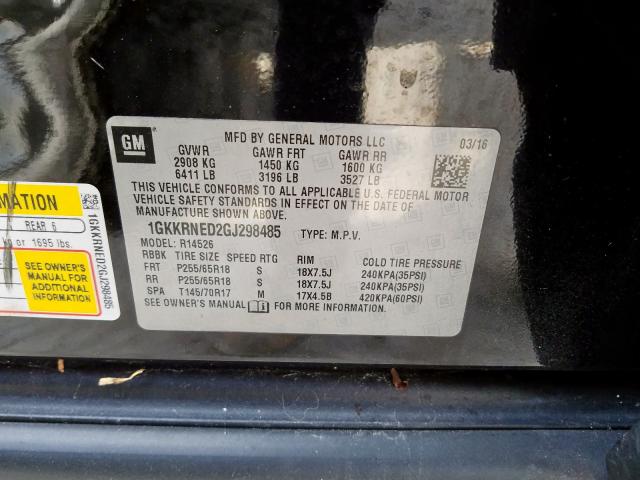 GM
MFD BY GENERAL MOTORS LLC 03/16
GVWR GAWR FRT GAWR RR
2908 KG 1450 KG 1600 KG
6411 LB 3196 LB 3527 LB
THIS VEHICLE CONFORMS TO ALL APPLICABLE U.S. FEDERAL MOTOR
VEHICLE SAFETY STANDARDS IN EFFECT ON THE DATE OF
MANUFACTURE SHOWN ABOVE.
1GKKRNED2GJ298485 TYPE: M.P.V.
MODEL: R14526
RBBK TIRE SIZE SPEED RTG RIM COLD TIRE PRESSURE
FRT P255/65R18 S 18X7.5J 240KPA(35PSI)
RR P255/65R18 S 18X7.5J 240KPA(35PSI)
SPA T145/70R17 M 17X4.5B 420KPA(60PSI)
SEE OWNER'S MANUAL FOR MORE INFORMATION
MATION
REAR 6
kg or 1695 lbs.
SEE OWNER'S
MANUAL FOR
ADDITIONAL
INFORMATION
1GKKRNED2GJ298485